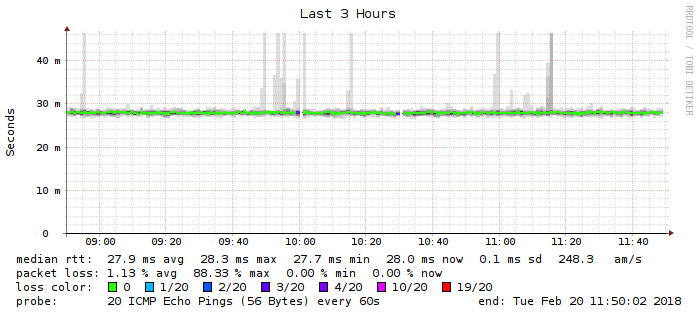 Last 3 Hours
RRDTOOL / TOBI OETIKER
Seconds
40 m
30 m
20 m
10 m
0
09:00 09:20 09:40 10:00 10:20 10:40 11:00 11:20 11:40
median rtt: 27.9 ms avg 28.3 ms max 27.7 ms min 28.0 ms now 0.1 ms sd 248.3 am/s
packet loss: 1.13 % avg 88.33 % max 0.00 % min 0.00 % now
loss color: 0 1/20 2/20 3/20 4/20 10/20 19/20
probe: 20 ICMP Echo Pings (56 Bytes) every 60s end: Tue Feb 20 11:50:02 2018